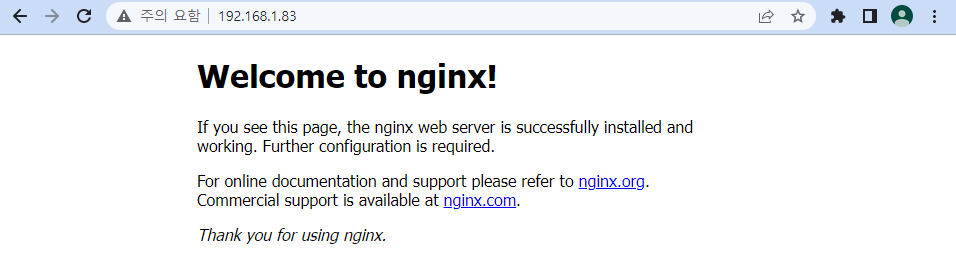 주의 요함 192.168.1.83
Welcome to nginx!
If you see this page, the nginx web server is successfully installed and
working. Further configuration is required.
For online documentation and support please refer to nginx.org.
Commercial support is available at nginx.com.
Thank you for using nginx.